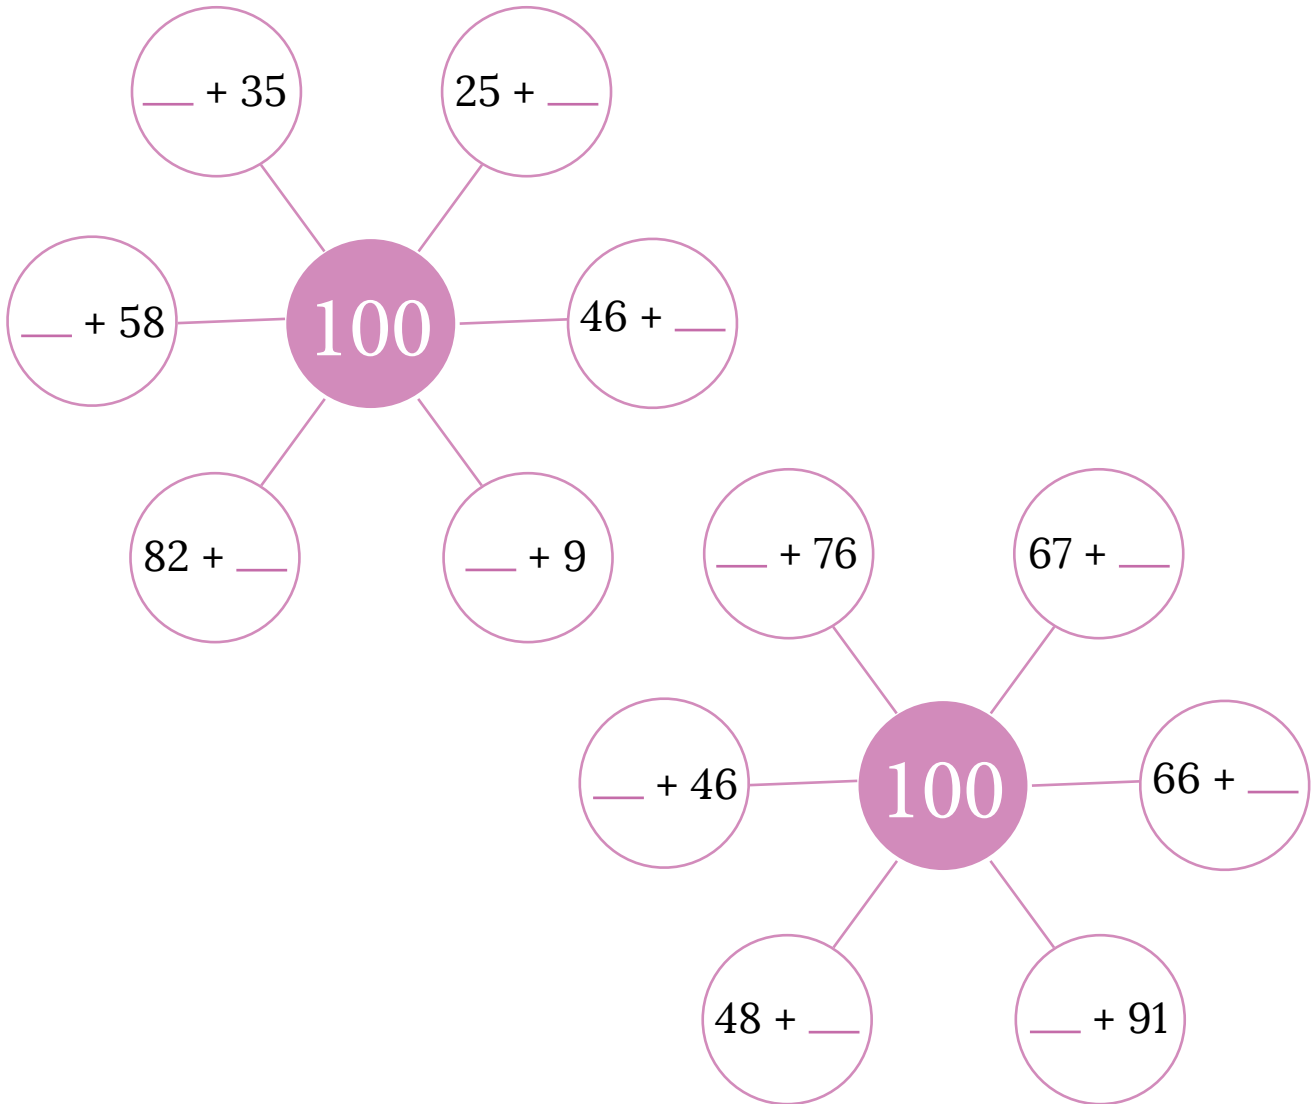 ___ + 35
25 + ___
___ + 58
100
46 + ___
82 + ___
___ + 9
___ + 76
67 + ___
___ + 46
100
66 + ___
48 + ___
___ + 91